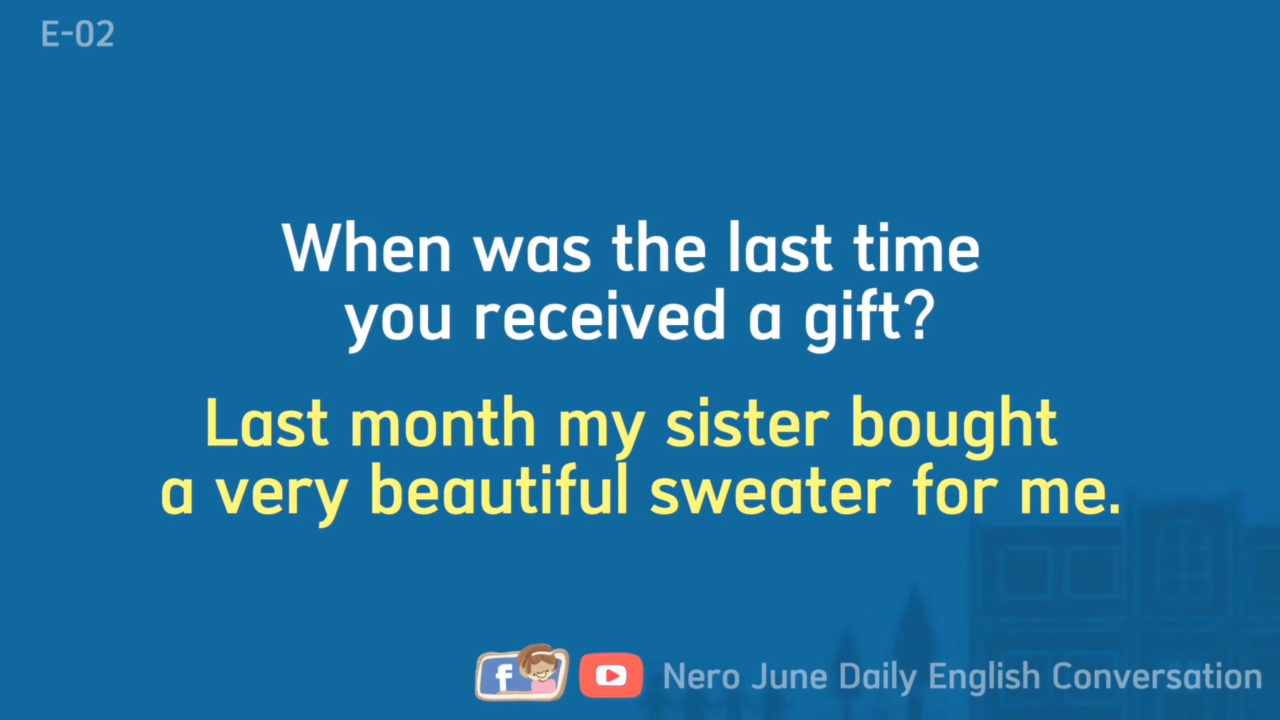 E-02
When was the last time
you received a gift?
Last month my sister bought
a very beautiful sweater for me.
f
Nero June Daily English Conversation